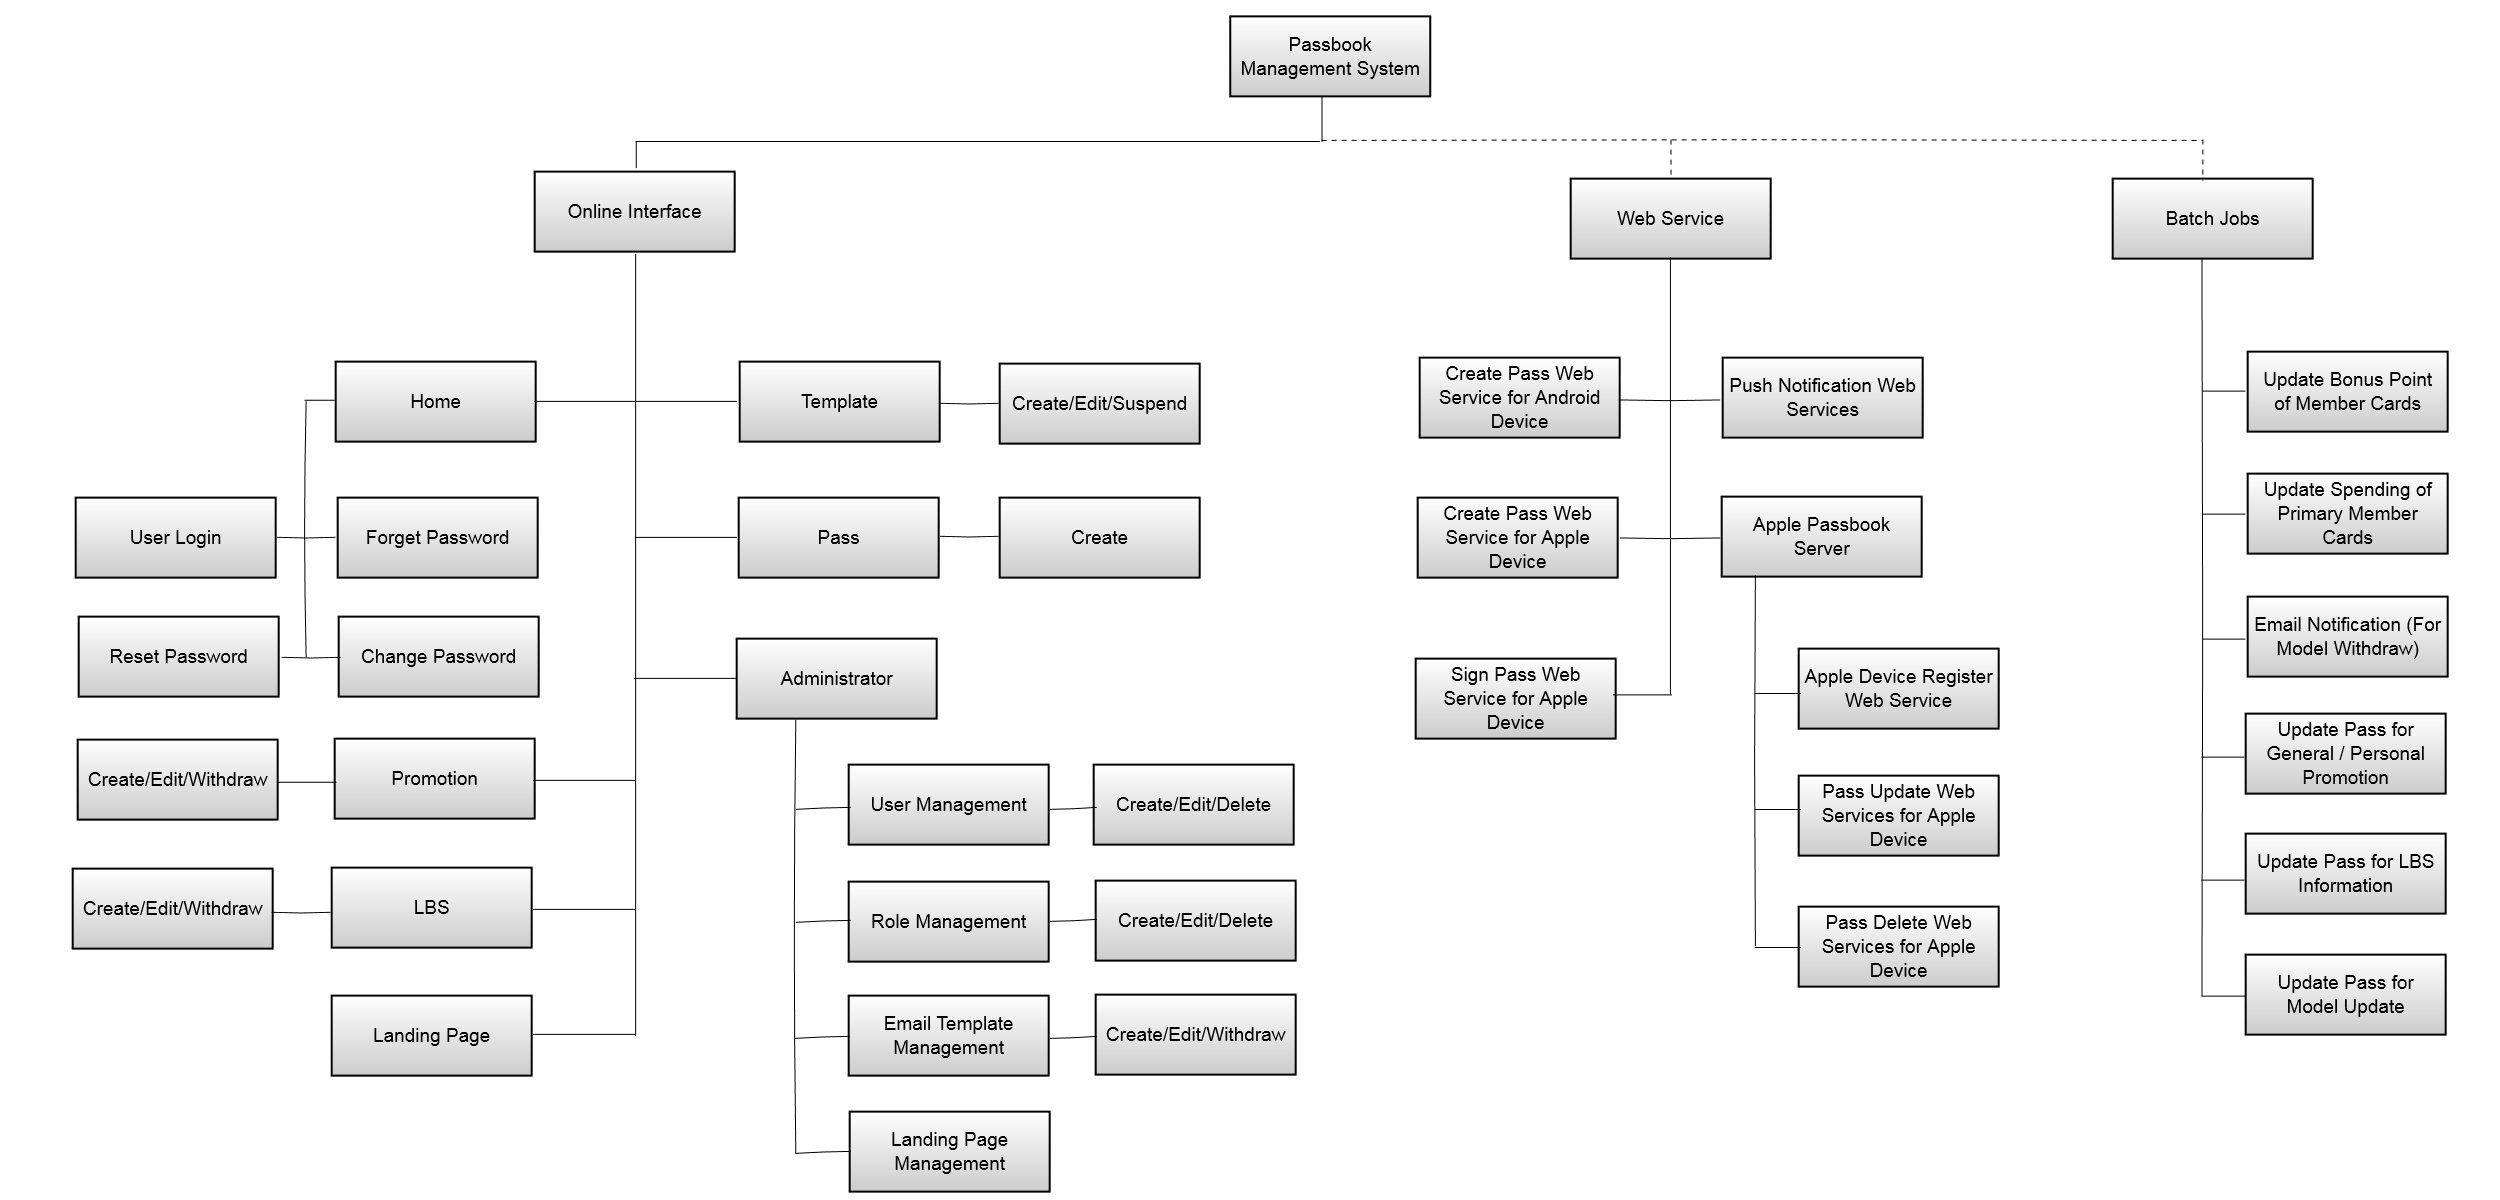 Passbook
Management System
Online Interface
Web Service
Batch Jobs
Home
Template
Create/Edit/Suspend
User Login
Forget Password
Pass
Create
Reset Password
Change Password
Administrator
Create/Edit/Withdraw
Promotion
User Management
Create/Edit/Delete
Create/Edit/Withdraw
LBS
Role Management
Create/Edit/Delete
Landing Page
Email Template
Management
Create/Edit/Withdraw
Landing Page
Management
Create Pass Web
Service for Android
Device
Push Notification Web
Services
Create Pass Web
Service for Apple
Device
Apple Passbook
Server
Sign Pass Web
Service for Apple
Device
Apple Device Register
Web Service
Pass Update Web
Services for Apple
Device
Pass Delete Web
Services for Apple
Device
Update Bonus Point
of Member Cards
Update Spending of
Primary Member
Cards
Email Notification (For
Model Withdraw)
Update Pass for
General / Personal
Promotion
Update Pass for LBS
Information
Update Pass for
Model Update